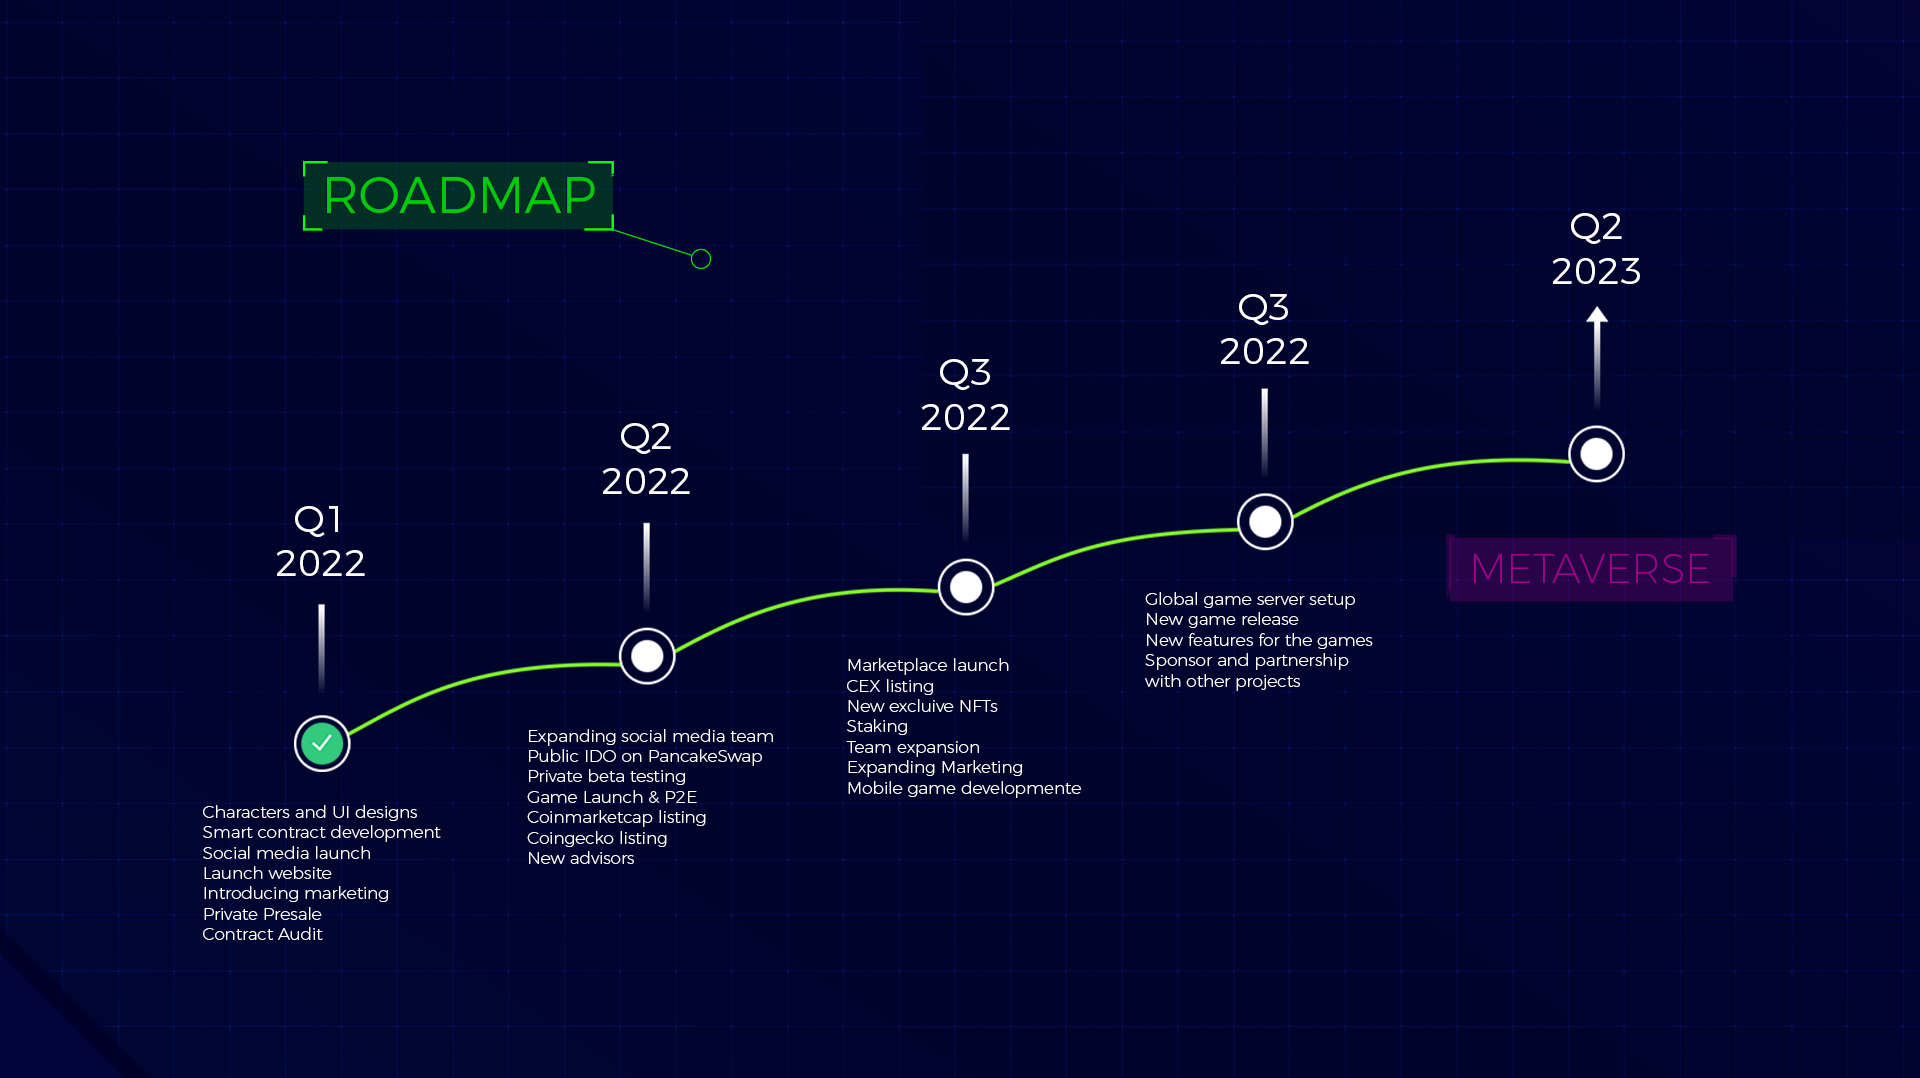 ROADMAP
Q1
2022
Characters and UI designs
Smart contract development
Social media launch
Launch website
Introducing marketing
Private Presale
Contract Audit
Q2
2022
Expanding social media team
Public IDO on PancakeSwap
Private beta testing
Game Launch & P2E
Coinmarketcap listing
Coingecko listing
New advisors
Q3
2022
Marketplace launch
CEX listing
New excluive NFTs
Staking
Team expansion
Expanding Marketing
Mobile game developmente
Q3
2022
Global game server setup
New game release
New features for the games
Sponsor and partnership
with other projects
Q2
2023
METAVERSE